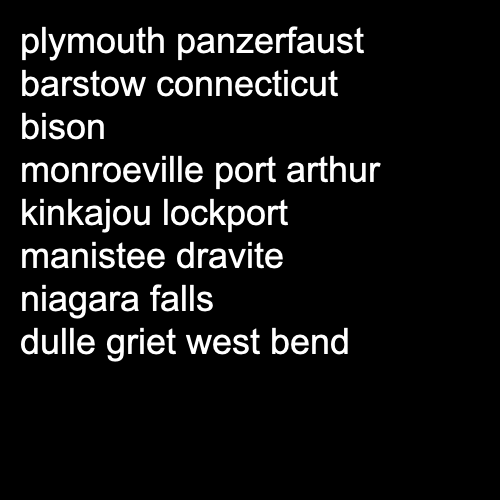 plymouth panzerfaust
barstow connecticut
bison
monroeville port arthur
kinkajou lockport
manistee dravite
niagara falls
dulle griet west bend